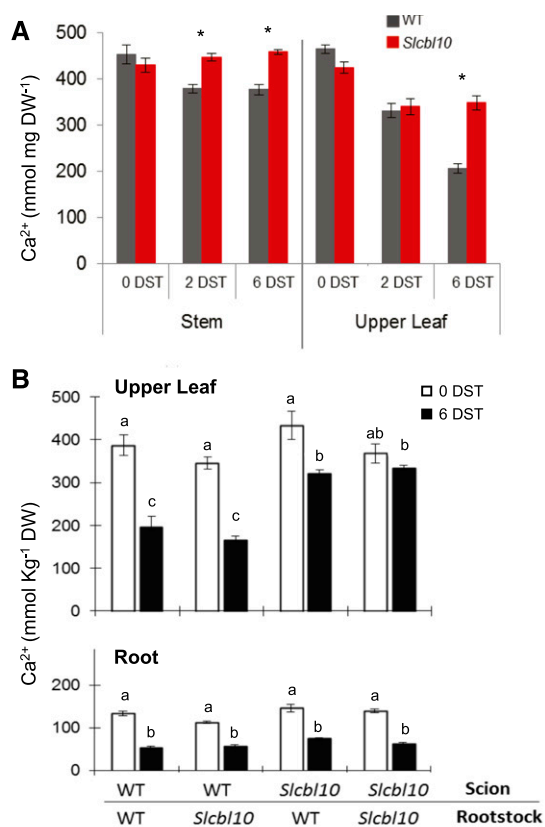 A
WT
Slcbl10
500
400
300
200
100
0
Ca²⁺ (mmol mg DW⁻¹)
* * *
0 DST 2 DST 6 DST 0 DST 2 DST 6 DST
Stem Upper Leaf
B
Upper Leaf
0 DST
6 DST
500
400
300
200
100
0
a c a c a b ab b
Ca²⁺ (mmol Kg⁻¹ DW)
Root
200
100
0
a b a b a b a b
WT WT Slcbl10 Slcbl10 Scion
WT Slcbl10 WT Slcbl10 Rootstock